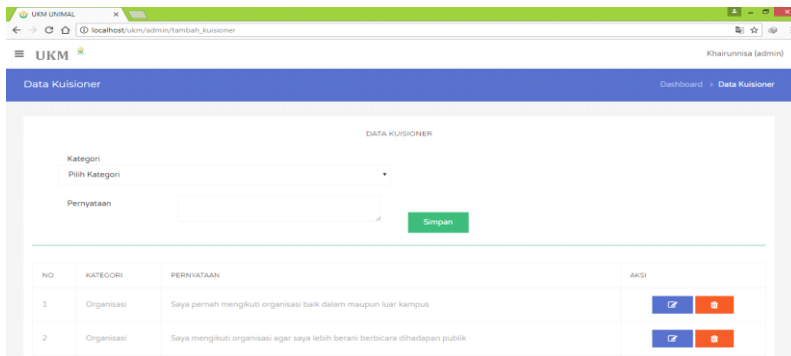 UKM UNIMAL
localhost/ukm/admin/tambah_kuisioner
UKM
Khairunnisa (admin)
Data Kuisioner
Dashboard > Data Kuisioner
DATA KUISIONER
Kategori
Pilih Kategori
Pernyataan
Simpan
NO KATEGORI PERNYATAAN AKSI
1 Organisasi Saya pernah mengikuti organisasi baik dalam maupun luar kampus
2 Organisasi Saya mengikuti organisasi agar saya lebih berani berbicara dihadapan publik